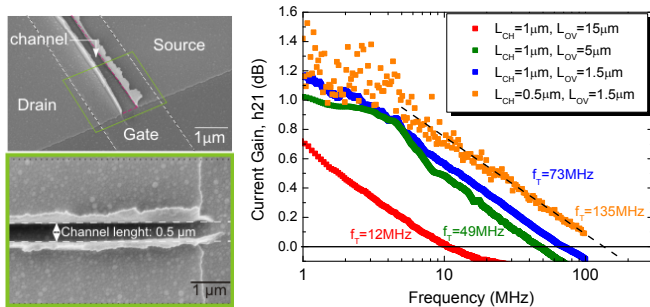 channel
Source
Drain
Gate
1μm
Channel lenght: 0.5 μm
1 μm
Current Gain, h21 (dB)
1.6
1.4
1.2
1.0
0.8
0.6
0.4
0.2
0.0
L_CH=1μm, L_OV=15μm
L_CH=1μm, L_OV=5μm
L_CH=1μm, L_OV=1.5μm
L_CH=0.5μm, L_OV=1.5μm
f_T=73MHz
f_T=135MHz
f_T=12MHz
f_T=49MHz
1
10
100
Frequency (MHz)